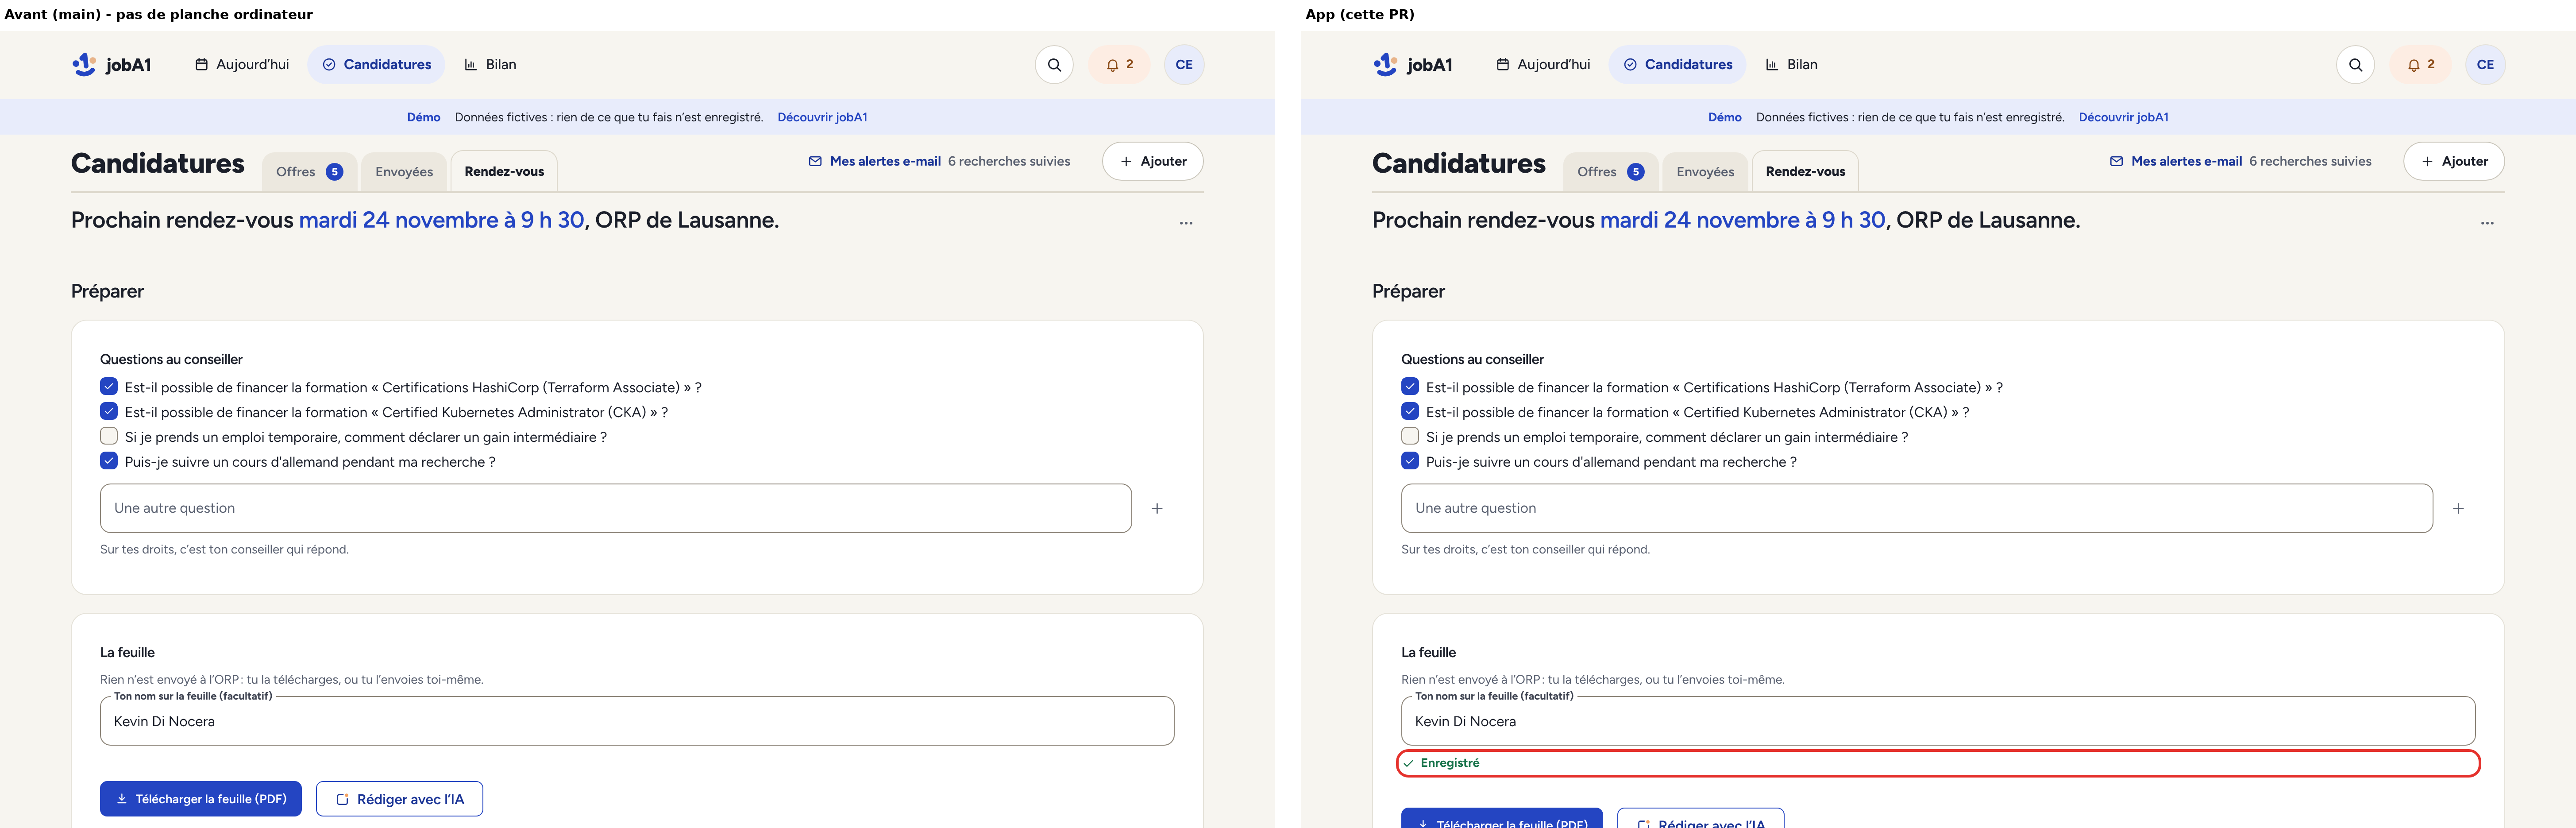 Avant (main) - pas de planche ordinateur
jobA1
Aujourd'hui
Candidatures
Bilan
2
CE
Démo Données fictives : rien de ce que tu fais n'est enregistré. Découvrir jobA1
Candidatures
Offres 5
Envoyées
Rendez-vous
Mes alertes e-mail 6 recherches suivies
Ajouter
Prochain rendez-vous mardi 24 novembre à 9 h 30, ORP de Lausanne.
Préparer
Questions au conseiller
Est-il possible de financer la formation « Certifications HashiCorp (Terraform Associate) » ?
Est-il possible de financer la formation « Certified Kubernetes Administrator (CKA) » ?
Si je prends un emploi temporaire, comment déclarer un gain intermédiaire ?
Puis-je suivre un cours d'allemand pendant ma recherche ?
Une autre question
Sur tes droits, c'est ton conseiller qui répond.
La feuille
Rien n'est envoyé à l'ORP : tu la télécharges, ou tu l'envoies toi-même.
Ton nom sur la feuille (facultatif)
Kevin Di Nocera
Télécharger la feuille (PDF)
Rédiger avec l'IA
App (cette PR)
jobA1
Aujourd'hui
Candidatures
Bilan
2
CE
Démo Données fictives : rien de ce que tu fais n'est enregistré. Découvrir jobA1
Candidatures
Offres 5
Envoyées
Rendez-vous
Mes alertes e-mail 6 recherches suivies
Ajouter
Prochain rendez-vous mardi 24 novembre à 9 h 30, ORP de Lausanne.
Préparer
Questions au conseiller
Est-il possible de financer la formation « Certifications HashiCorp (Terraform Associate) » ?
Est-il possible de financer la formation « Certified Kubernetes Administrator (CKA) » ?
Si je prends un emploi temporaire, comment déclarer un gain intermédiaire ?
Puis-je suivre un cours d'allemand pendant ma recherche ?
Une autre question
Sur tes droits, c'est ton conseiller qui répond.
La feuille
Rien n'est envoyé à l'ORP : tu la télécharges, ou tu l'envoies toi-même.
Ton nom sur la feuille (facultatif)
Kevin Di Nocera
Enregistré
Télécharger la feuille (PDF)
Rédiger avec l'IA